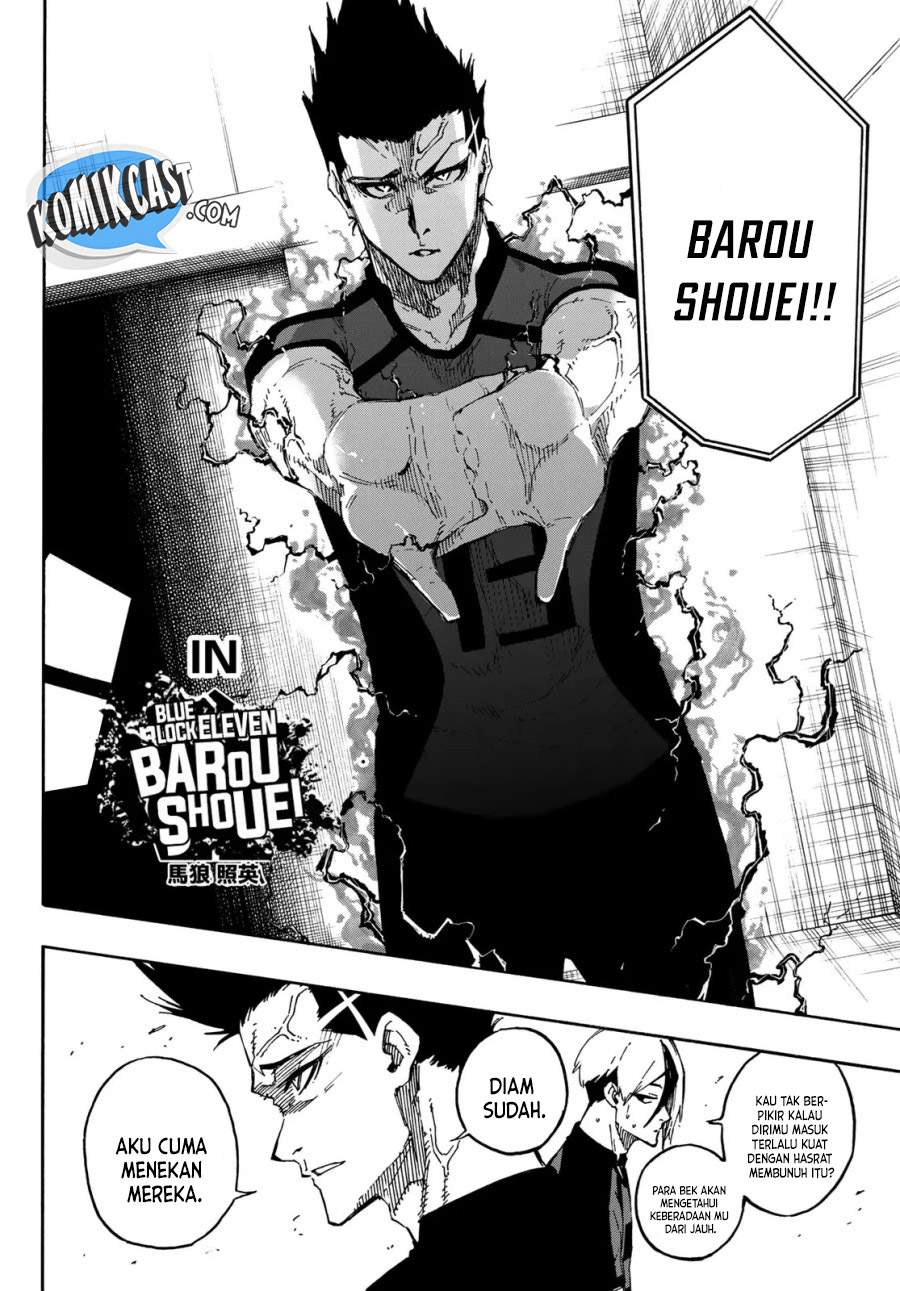 BAROU
SHOUEI!!
KOMIKCAST
.COM
13
IN
BLUE
LOCK ELEVEN
BAROU
SHOUEI
馬狼 照英
KAU TAK BER-
PIKIR KALAU
DIRIMU MASUK
TERLALU KUAT
DENGAN HASRAT
MEMBUNUH ITU?
PARA BEK AKAN
MENGETAHUI
KEBERADAAN MU
DARI JAUH.
DIAM
SUDAH.
AKU CUMA
MENEKAN
MEREKA.